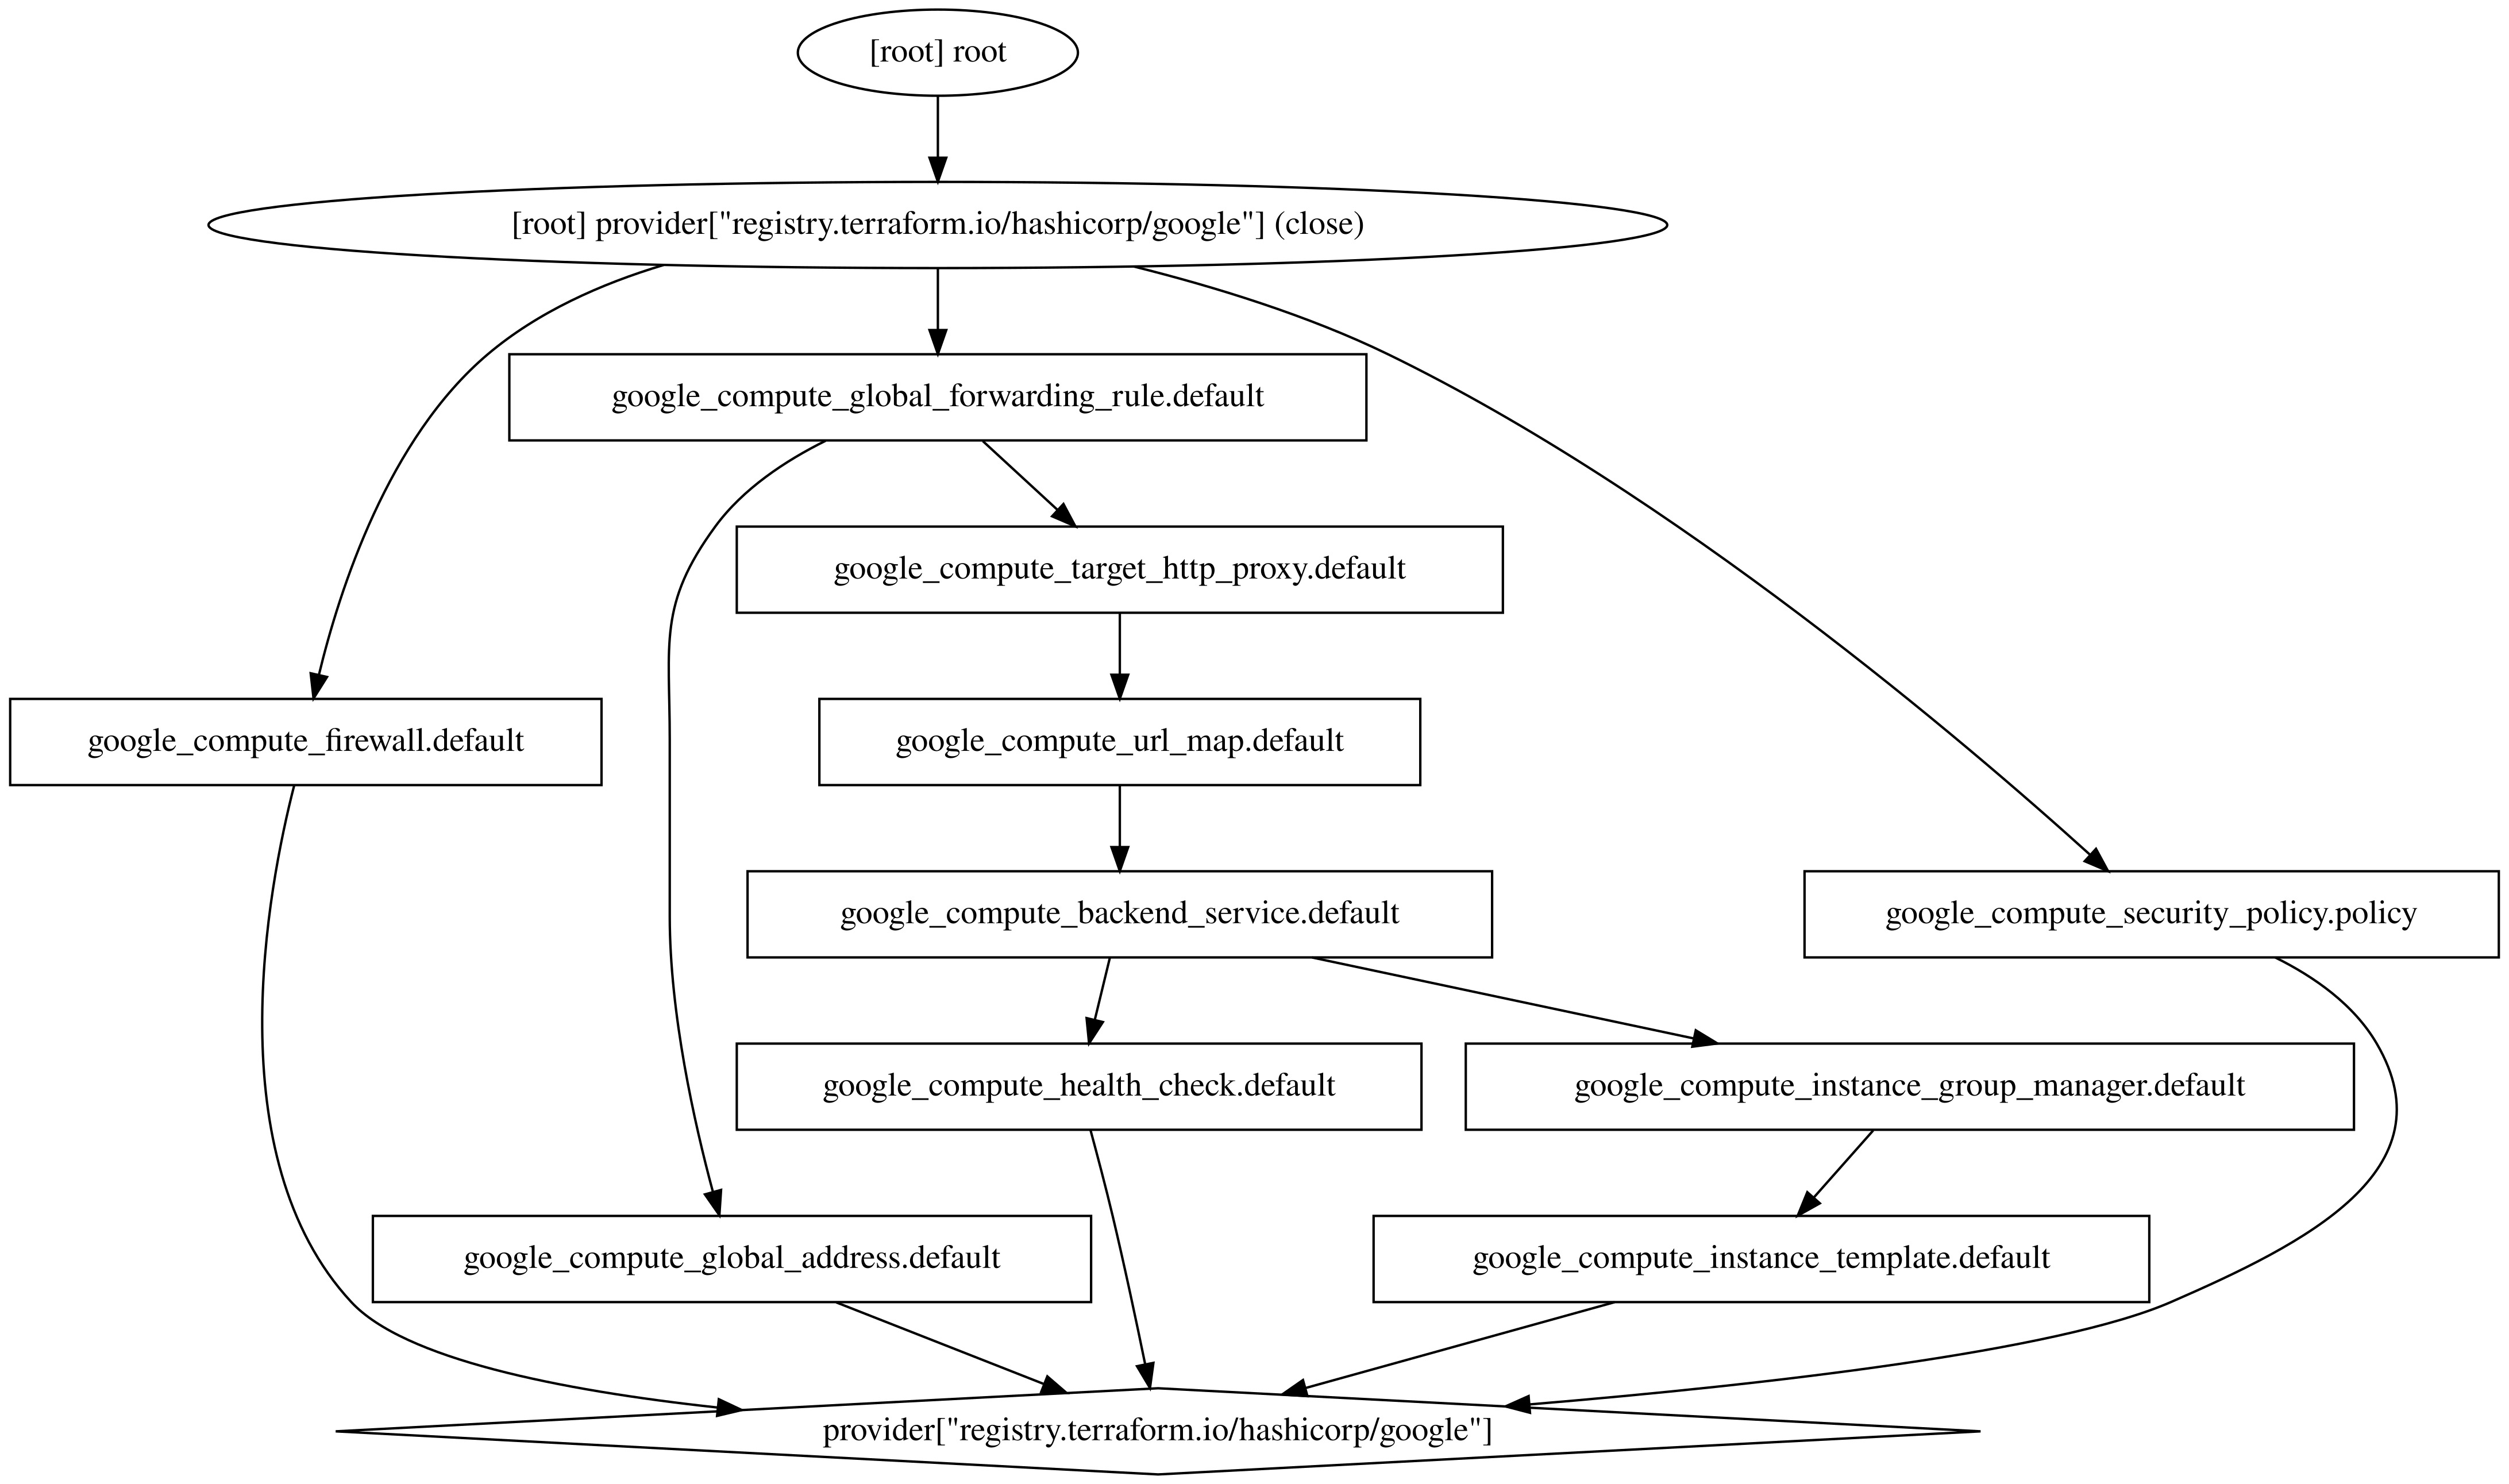 [root] root
[root] provider["registry.terraform.io/hashicorp/google"] (close)
google_compute_global_forwarding_rule.default
google_compute_target_http_proxy.default
google_compute_firewall.default
google_compute_url_map.default
google_compute_backend_service.default
google_compute_security_policy.policy
google_compute_health_check.default
google_compute_instance_group_manager.default
google_compute_global_address.default
google_compute_instance_template.default
provider["registry.terraform.io/hashicorp/google"]